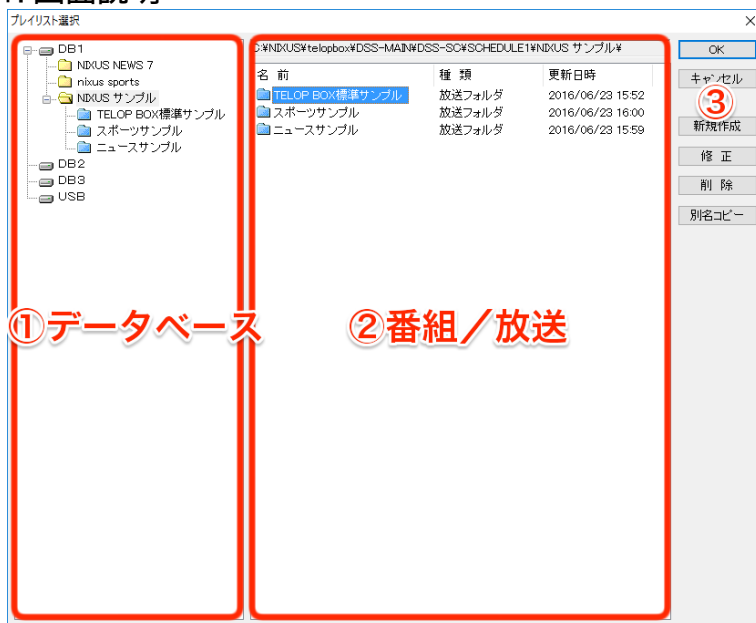 プレイリスト選択
DB1
NIXUS NEWS 7
nixus sports
NIXUS サンプル
TELOP BOX標準サンプル
スポーツサンプル
ニュースサンプル
DB2
DB3
USB
①データベース
C:¥NIXUS¥telopbox¥DSS-MAIN¥DSS-SC¥SCHEDULE1¥NIXUS サンプル¥
名 前 種 類 更新日時
TELOP BOX標準サンプル 放送フォルダ 2016/06/23 15:52
スポーツサンプル 放送フォルダ 2016/06/23 16:00
ニュースサンプル 放送フォルダ 2016/06/23 15:59
②番組／放送
OK
キャンセル
③
新規作成
修 正
削 除
別名コピー